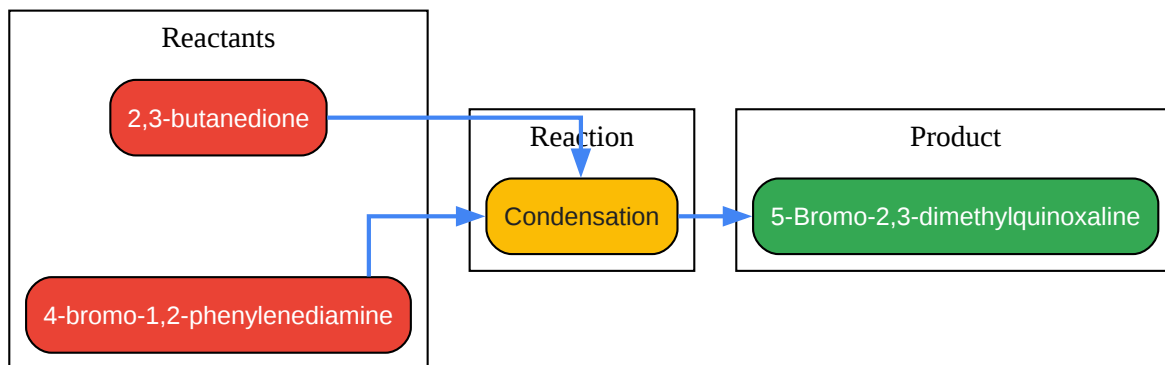 Reactants
2,3-butanedione
4-bromo-1,2-phenylenediamine
Reaction
Condensation
Product
5-Bromo-2,3-dimethylquinoxaline